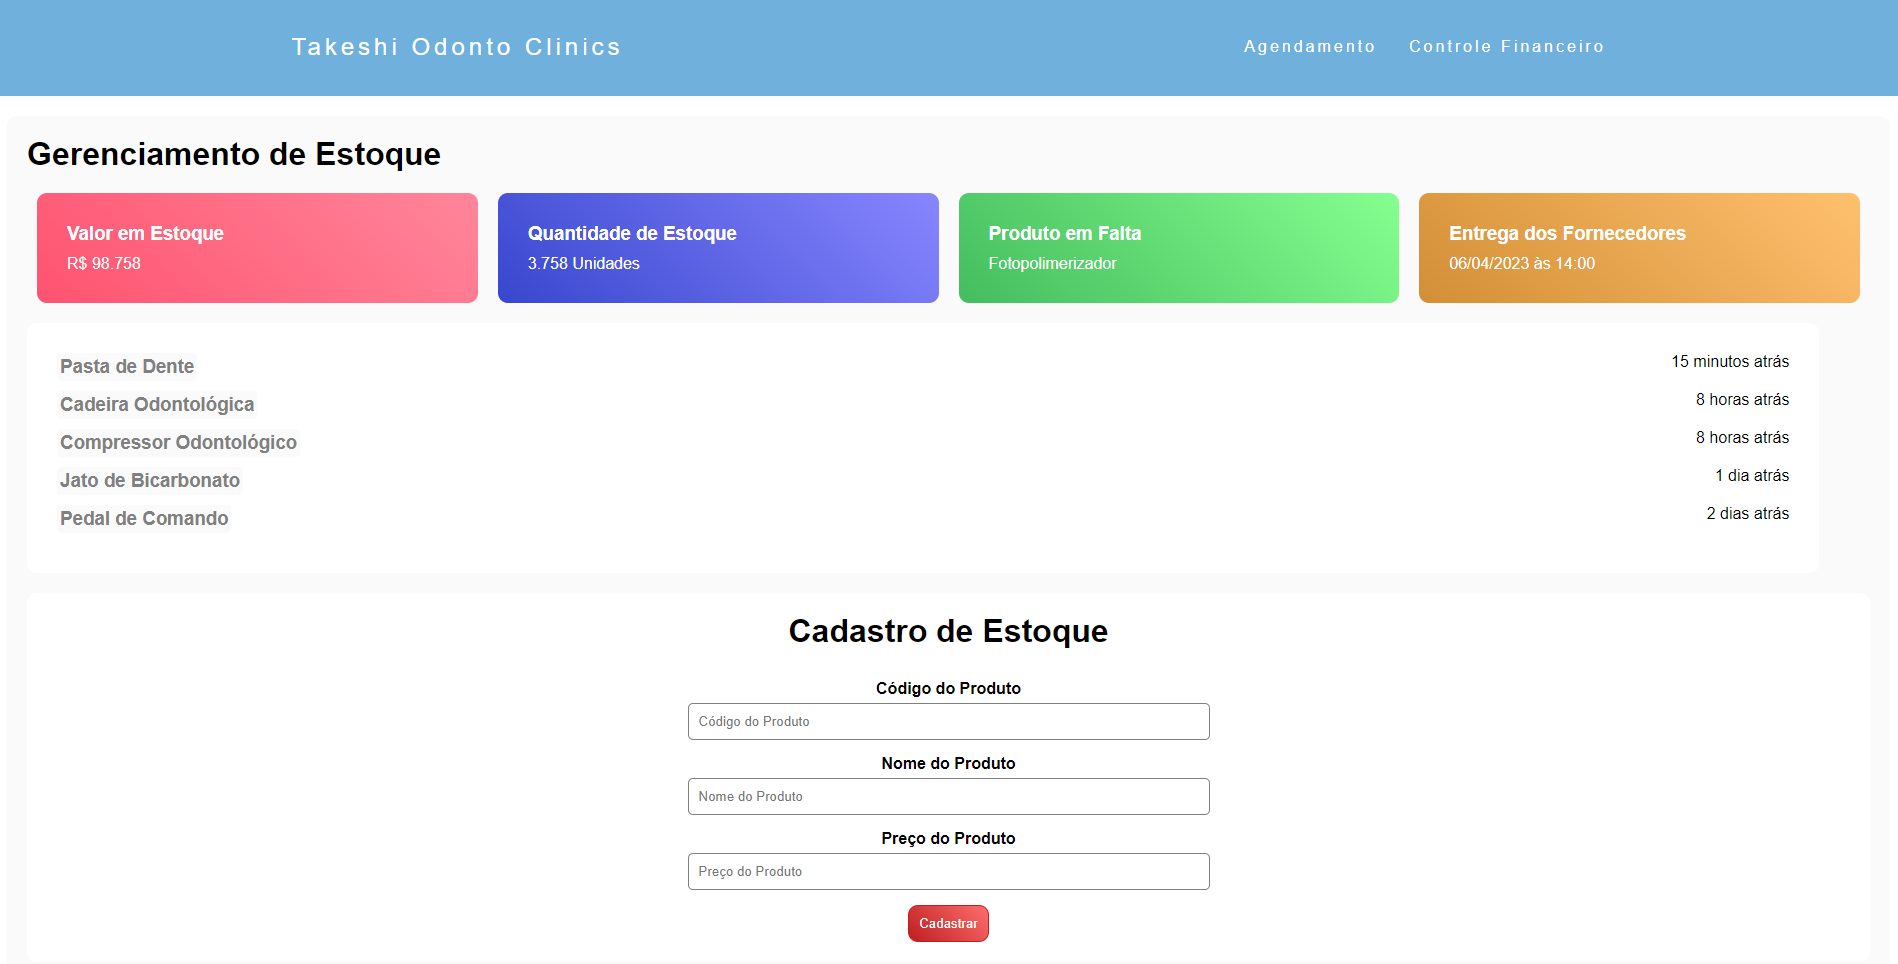 Takeshi Odonto Clinics
Agendamento
Controle Financeiro
Gerenciamento de Estoque
Valor em Estoque
R$ 98.758
Quantidade de Estoque
3.758 Unidades
Produto em Falta
Fotopolimerizador
Entrega dos Fornecedores
06/04/2023 às 14:00
Pasta de Dente
15 minutos atrás
Cadeira Odontológica
8 horas atrás
Compressor Odontológico
8 horas atrás
Jato de Bicarbonato
1 dia atrás
Pedal de Comando
2 dias atrás
Cadastro de Estoque
Código do Produto
Código do Produto
Nome do Produto
Nome do Produto
Preço do Produto
Preço do Produto
Cadastrar